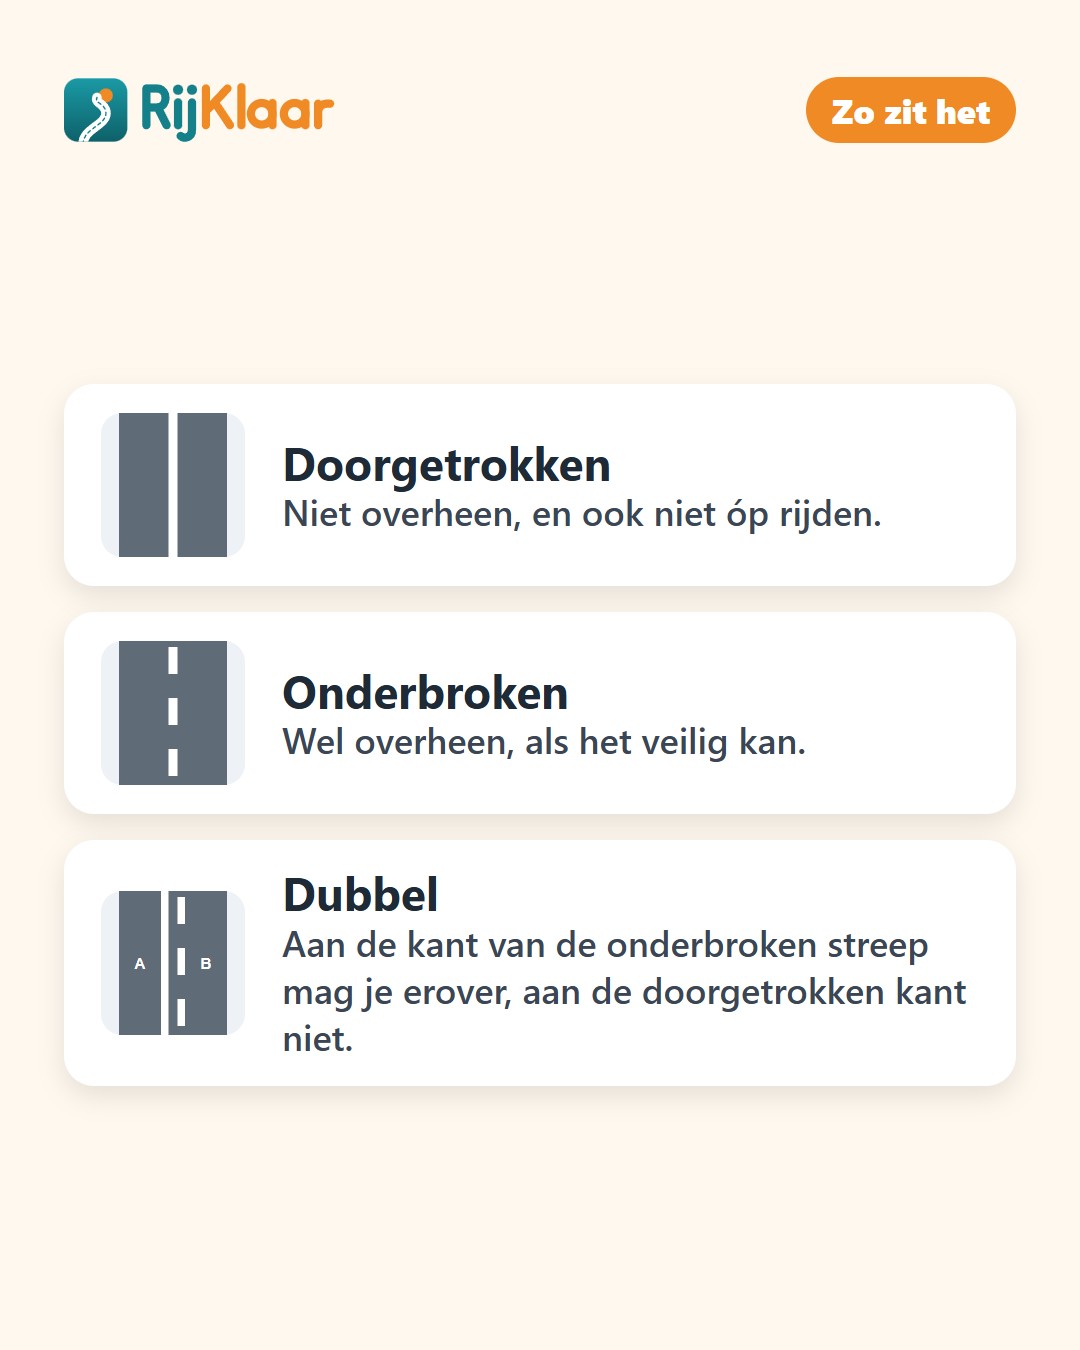 RijKlaar
Zo zit het
Doorgetrokken
Niet overheen, en ook niet óp rijden.
Onderbroken
Wel overheen, als het veilig kan.
Dubbel
Aan de kant van de onderbroken streep
mag je erover, aan de doorgetrokken kant
niet.
A B